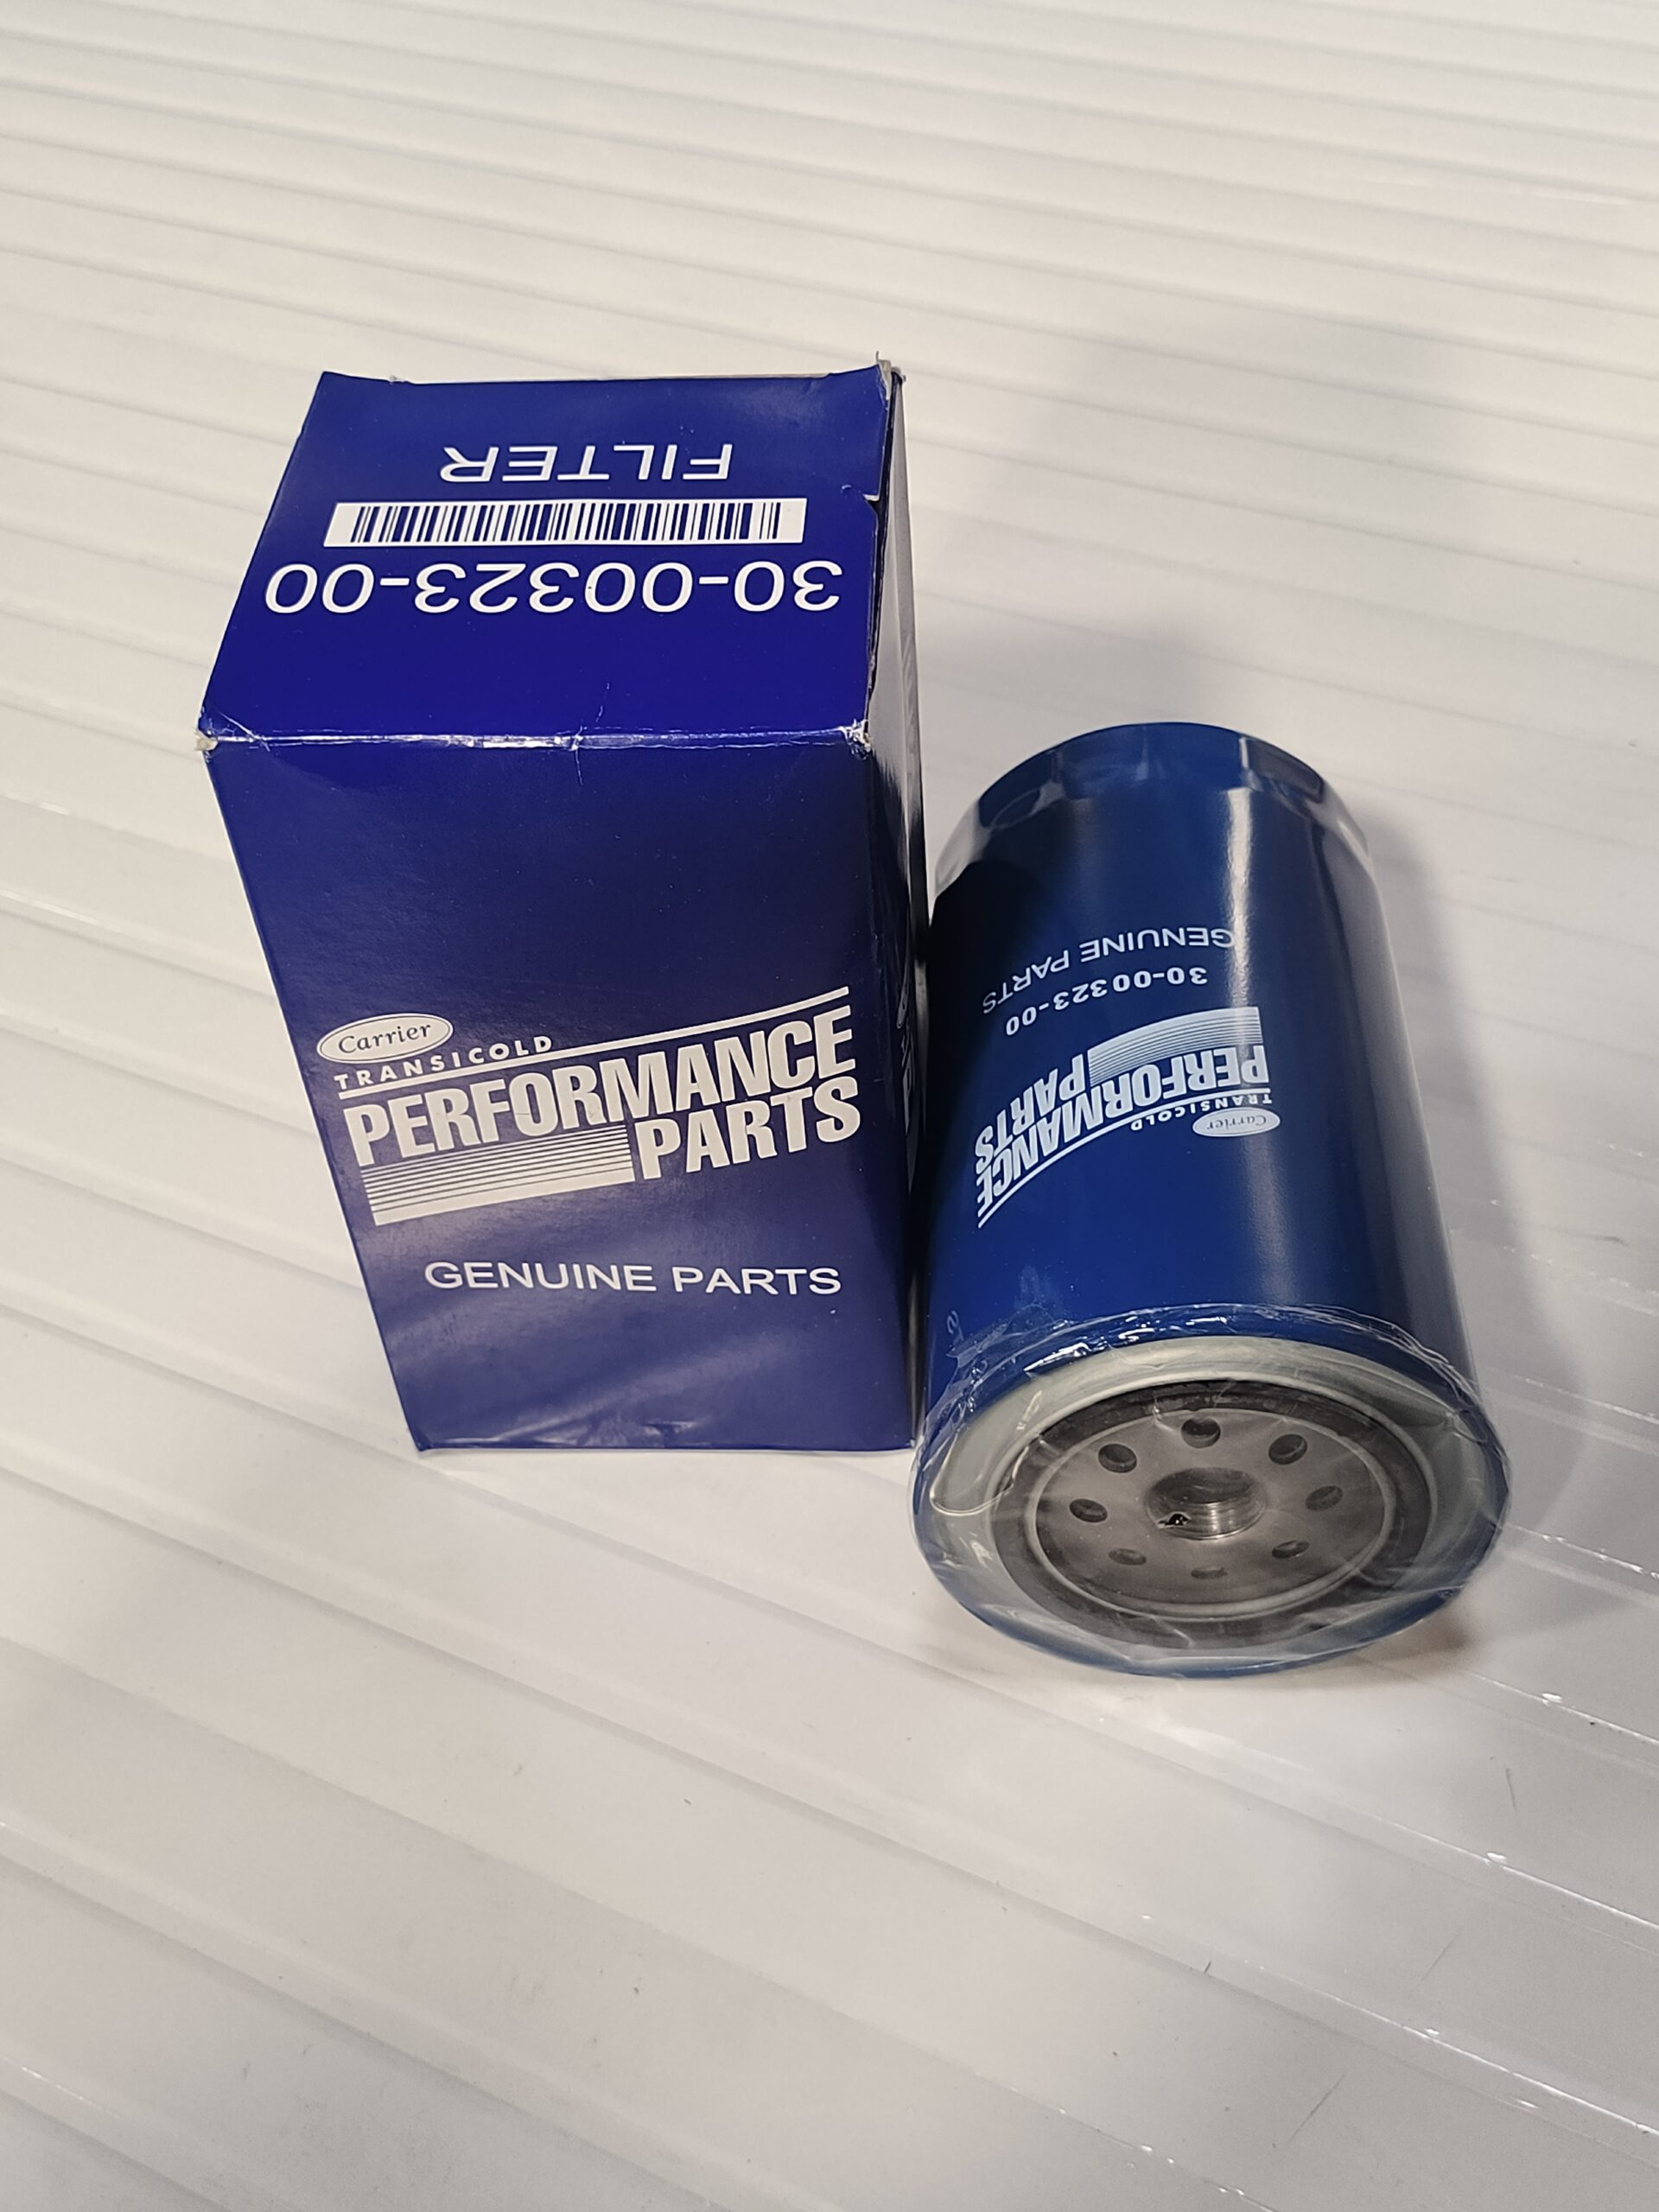 30-00323-00
FILTER
Carrier
TRANSICOLD
PERFORMANCE
PARTS
GENUINE PARTS
Carrier
TRANSICOLD
PERFORMANCE
PARTS
30-00323-00
GENUINE PARTS